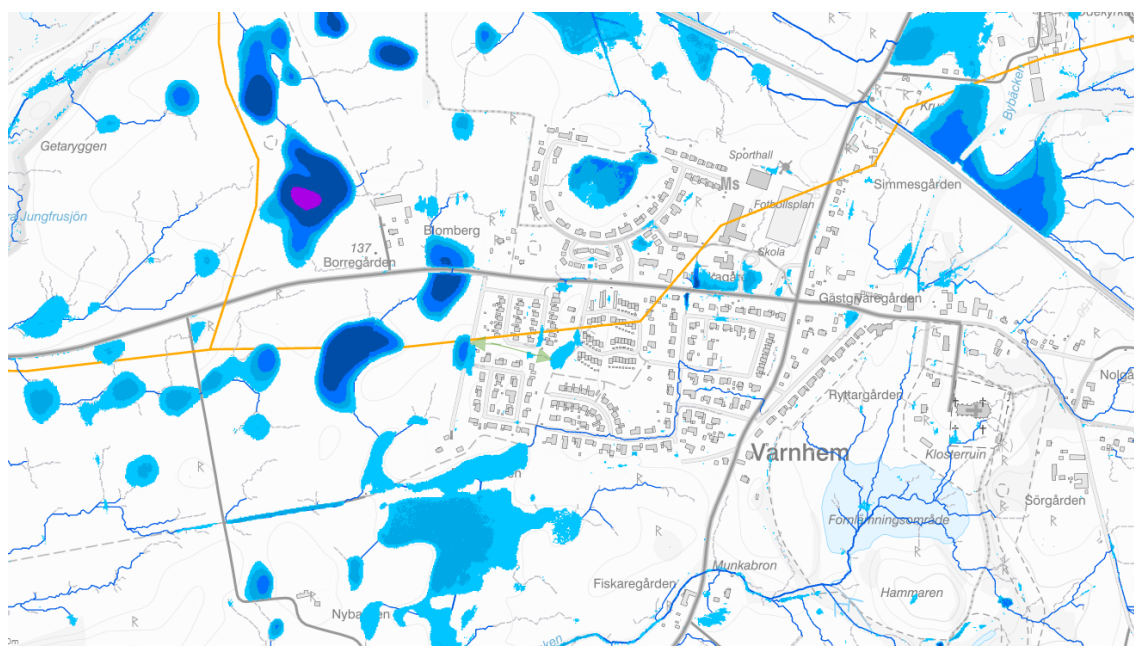 Bybäcken
Getaryggen
Sporthall
Ms
Simmesgården
Fotbollsplan
Jungfrusjön
Blomberg
137
Borregården
Skola
Gästgivaregården
Nolgå
Ryttargården
Varnhem
Klosterruin
Sörgården
Fornlämningsområde
Munkabron
Fiskaregården
Hammaren